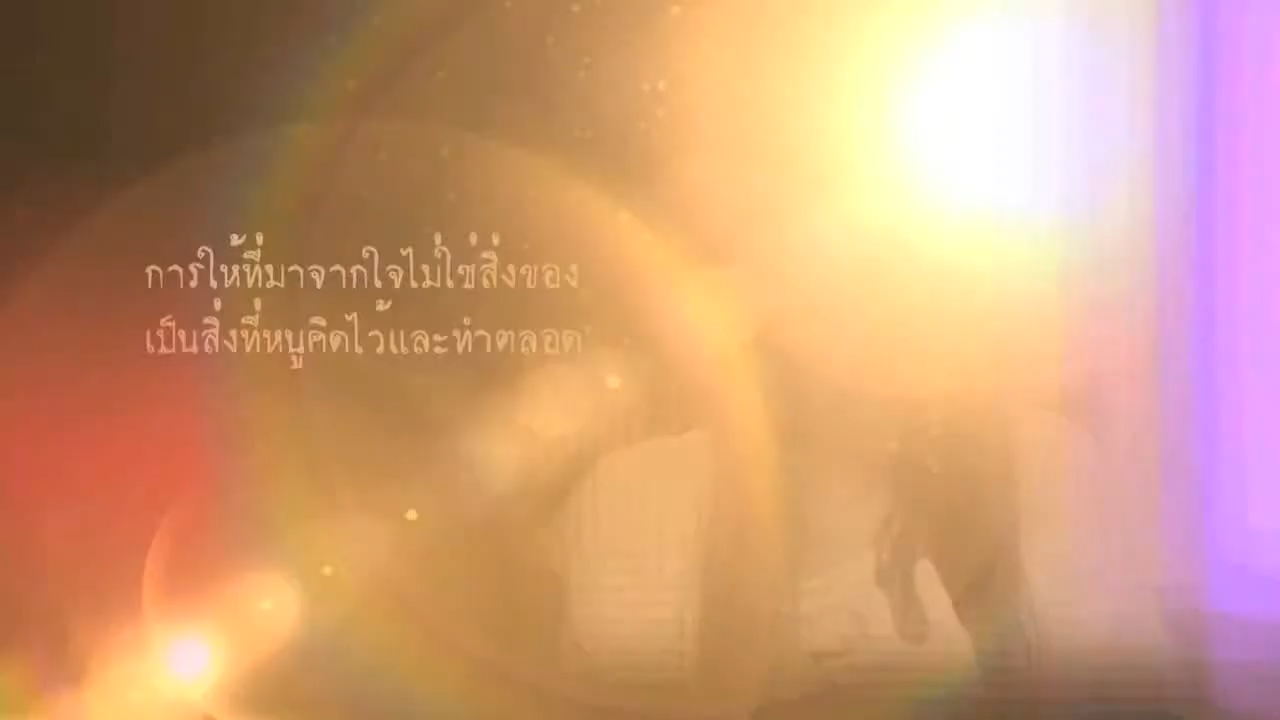 การให้ที่มาจากใจไม่ใช่สิ่งของ
เป็นสิ่งที่หนูคิดไว้และทำตลอด